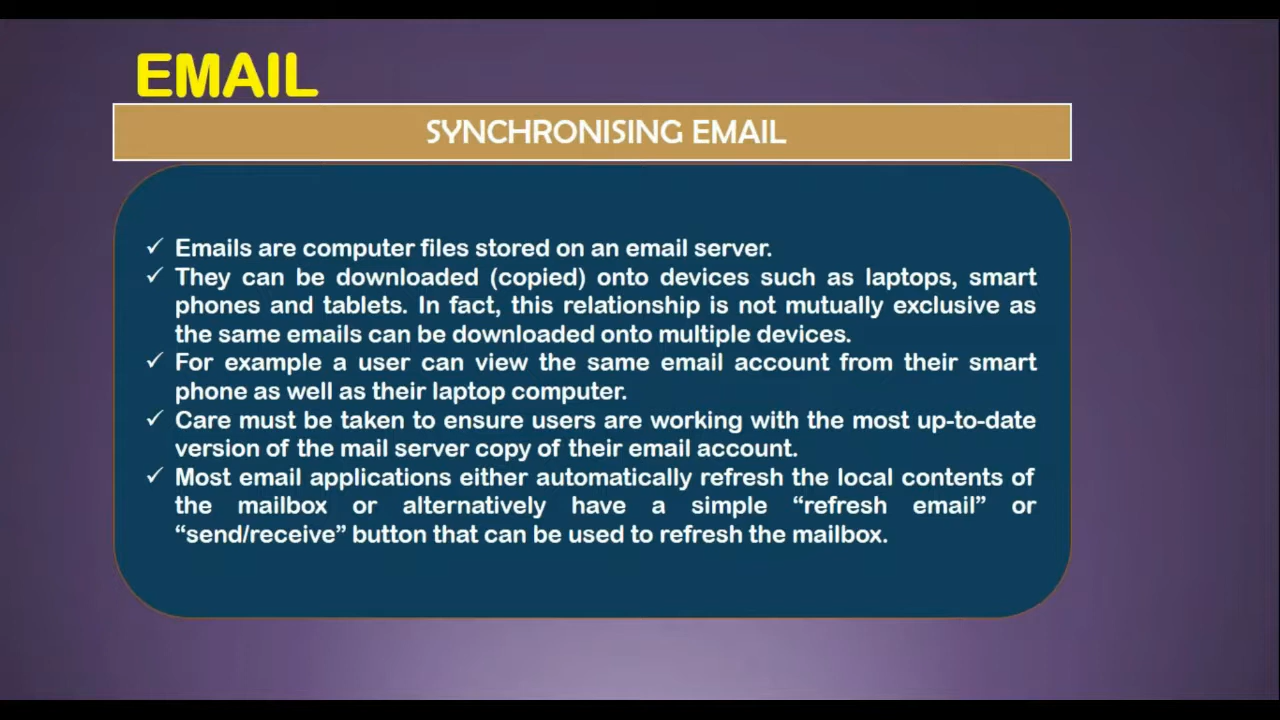 EMAIL
SYNCHRONISING EMAIL
✓ Emails are computer files stored on an email server.
✓ They can be downloaded (copied) onto devices such as laptops, smart
phones and tablets. In fact, this relationship is not mutually exclusive as
the same emails can be downloaded onto multiple devices.
✓ For example a user can view the same email account from their smart
phone as well as their laptop computer.
✓ Care must be taken to ensure users are working with the most up-to-date
version of the mail server copy of their email account.
✓ Most email applications either automatically refresh the local contents of
the mailbox or alternatively have a simple “refresh email” or
“send/receive” button that can be used to refresh the mailbox.